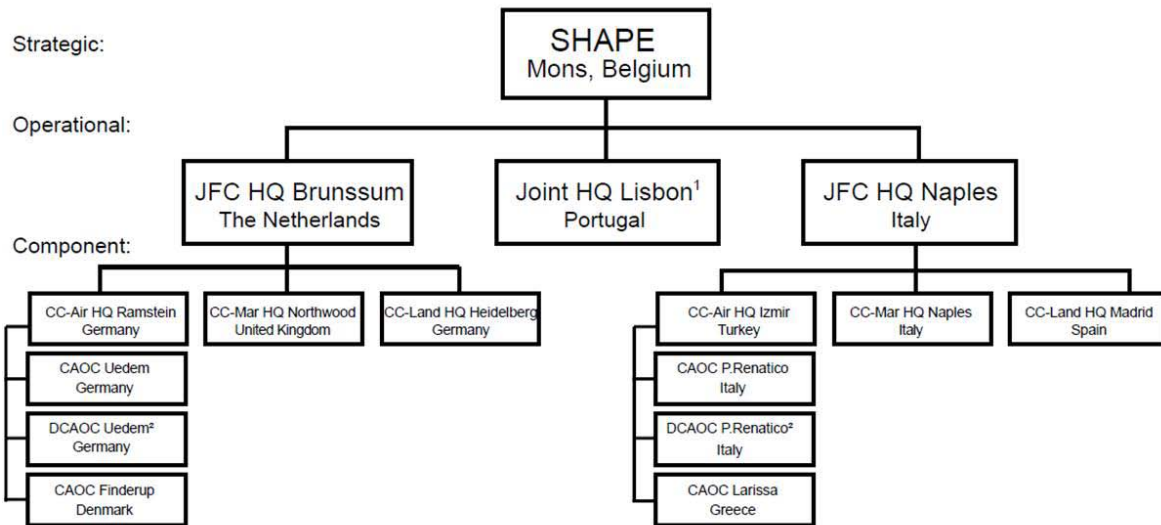 Strategic:
SHAPE
Mons, Belgium
Operational:
JFC HQ Brunssum
The Netherlands
Joint HQ Lisbon¹
Portugal
JFC HQ Naples
Italy
Component:
CC-Air HQ Ramstein
Germany
CC-Mar HQ Northwood
United Kingdom
CC-Land HQ Heidelberg
Germany
CC-Air HQ Izmir
Turkey
CC-Mar HQ Naples
Italy
CC-Land HQ Madrid
Spain
CAOC Uedem
Germany
DCAOC Uedem²
Germany
CAOC Finderup
Denmark
CAOC P.Renatico
Italy
DCAOC P.Renatico²
Italy
CAOC Larissa
Greece